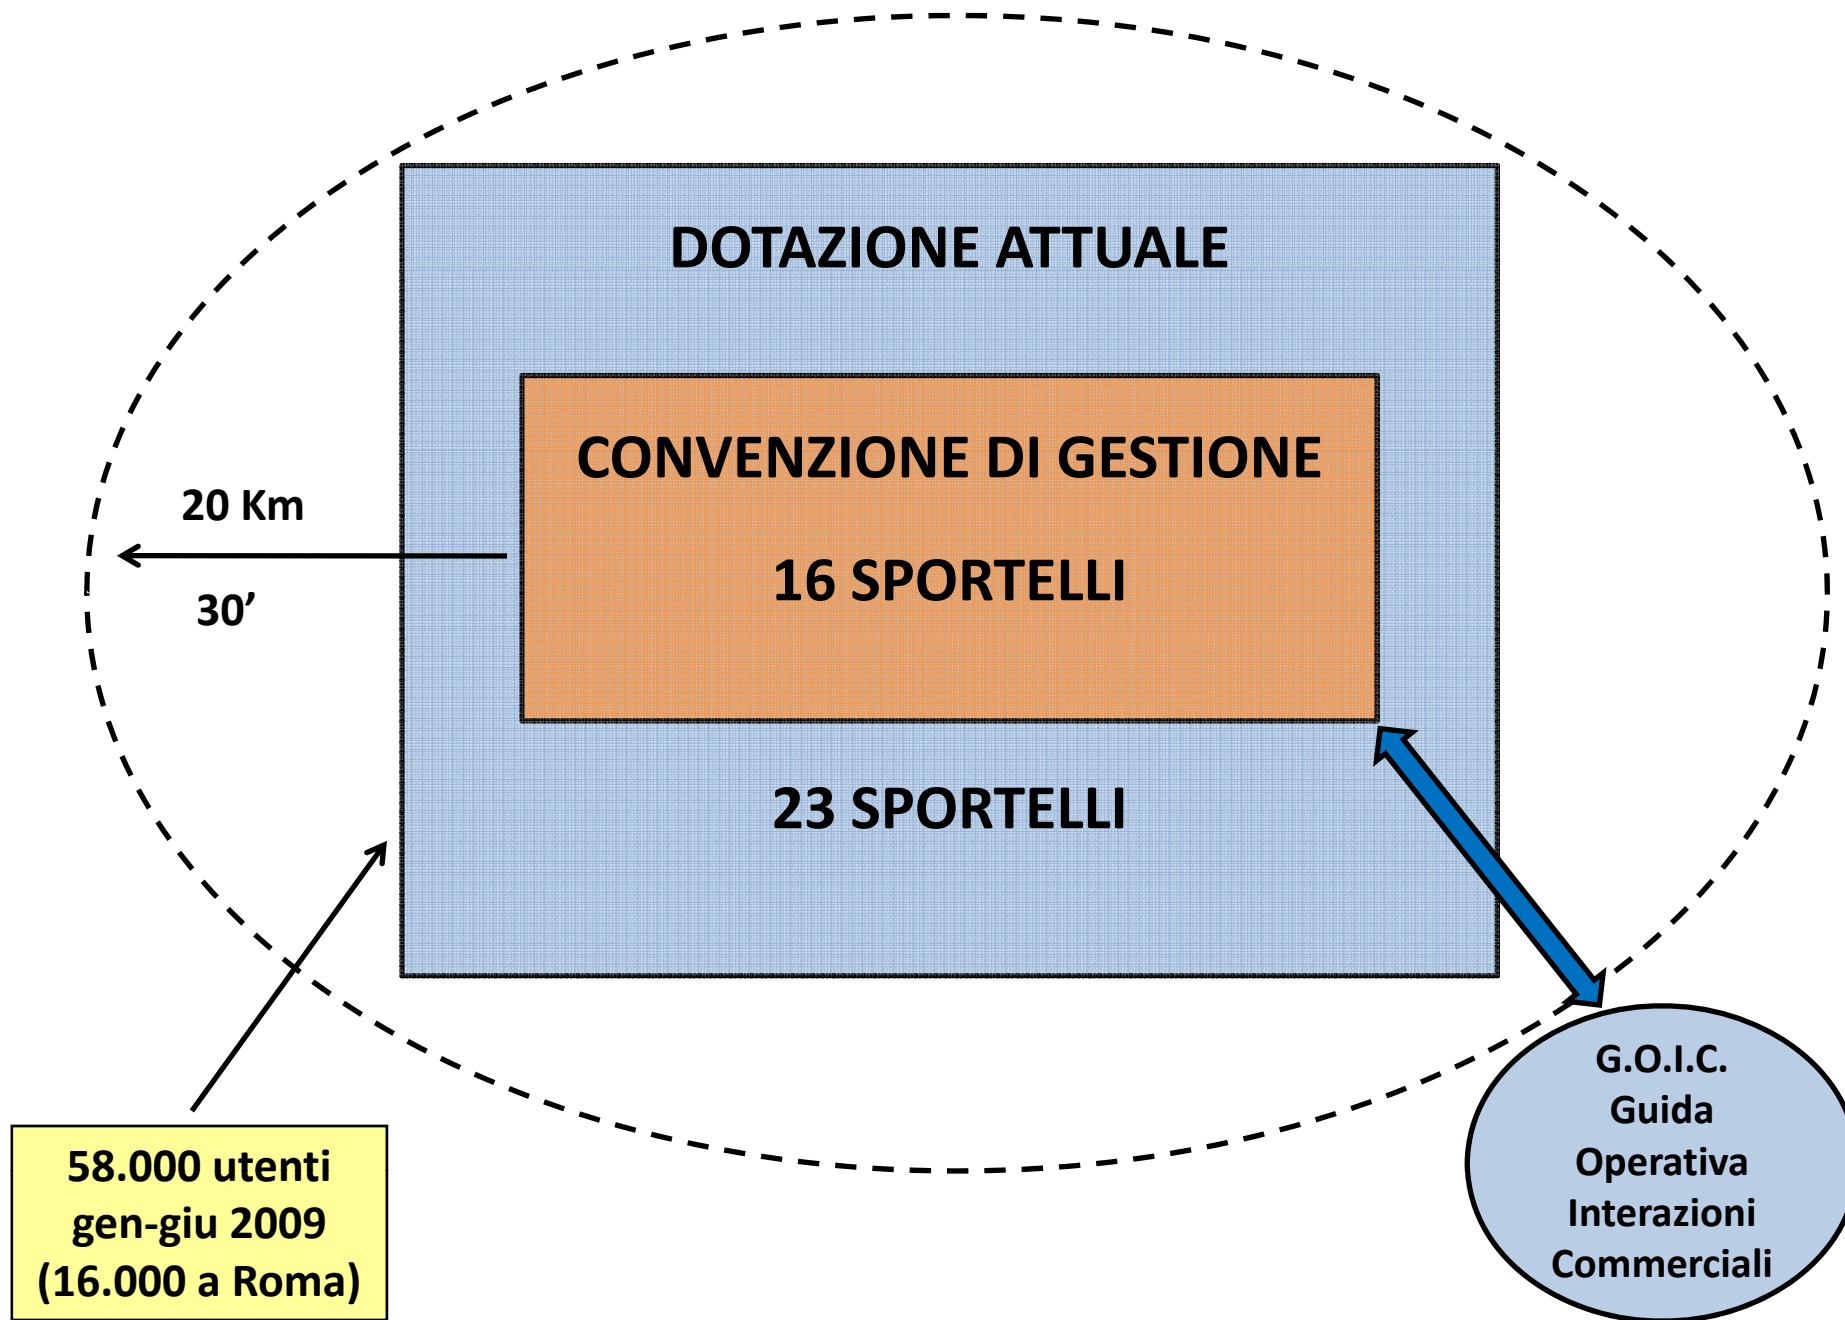 DOTAZIONE ATTUALE
CONVENZIONE DI GESTIONE
16 SPORTELLI
20 Km
30’
23 SPORTELLI
58.000 utenti
gen-giu 2009
(16.000 a Roma)
G.O.I.C.
Guida
Operativa
Interazioni
Commerciali